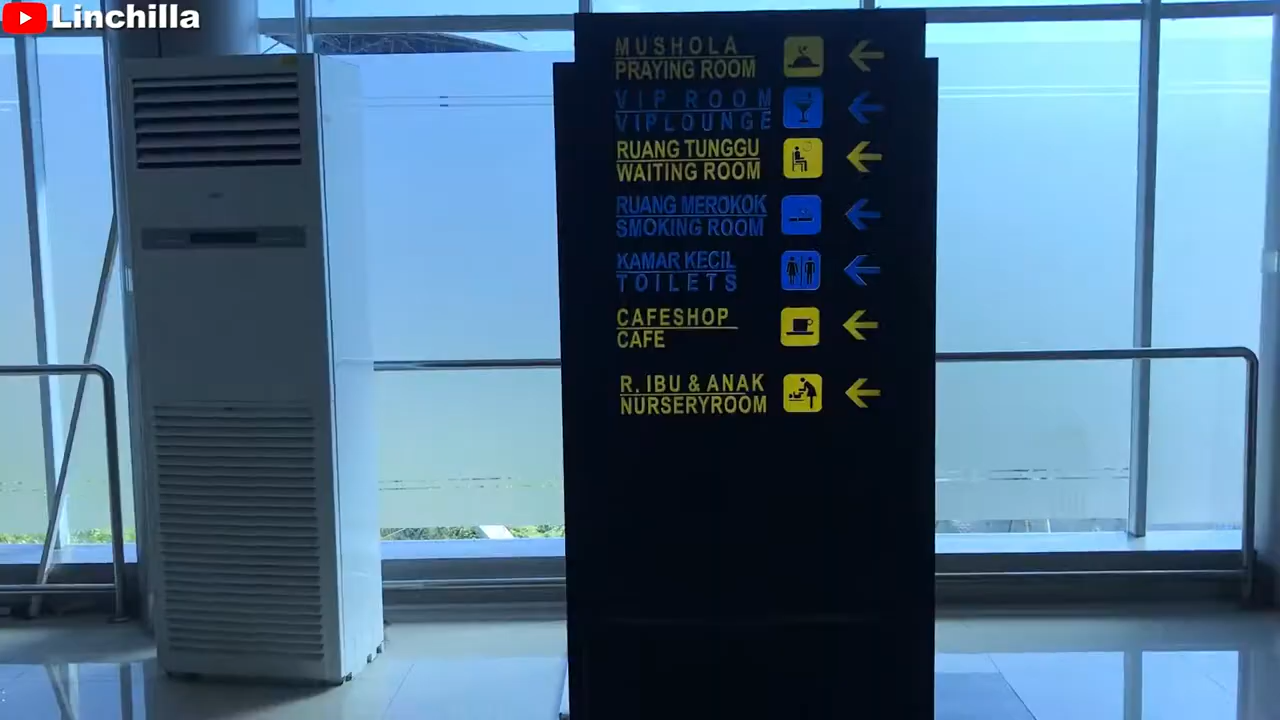 Linchilla
MUSHOLA
PRAYING ROOM
VIP ROOM
VIPLOUNGE
RUANG TUNGGU
WAITING ROOM
RUANG MEROKOK
SMOKING ROOM
KAMAR KECIL
TOILETS
CAFESHOP
CAFE
R. IBU & ANAK
NURSERYROOM